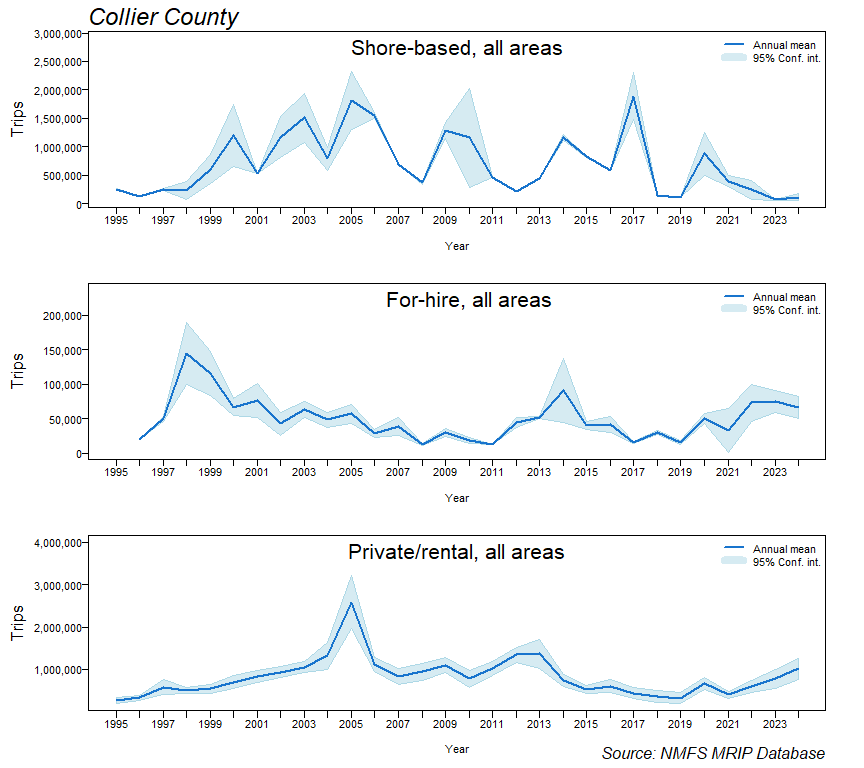 Collier County
Shore-based, all areas
Annual mean
95% Conf. int.
Trips
3,000,000
2,500,000
2,000,000
1,500,000
1,000,000
500,000
0
1995 1997 1999 2001 2003 2005 2007 2009 2011 2013 2015 2017 2019 2021 2023
Year
For-hire, all areas
Annual mean
95% Conf. int.
Trips
200,000
150,000
100,000
50,000
0
1995 1997 1999 2001 2003 2005 2007 2009 2011 2013 2015 2017 2019 2021 2023
Year
Private/rental, all areas
Annual mean
95% Conf. int.
Trips
4,000,000
3,000,000
2,000,000
1,000,000
1995 1997 1999 2001 2003 2005 2007 2009 2011 2013 2015 2017 2019 2021 2023
Year
Source: NMFS MRIP Database